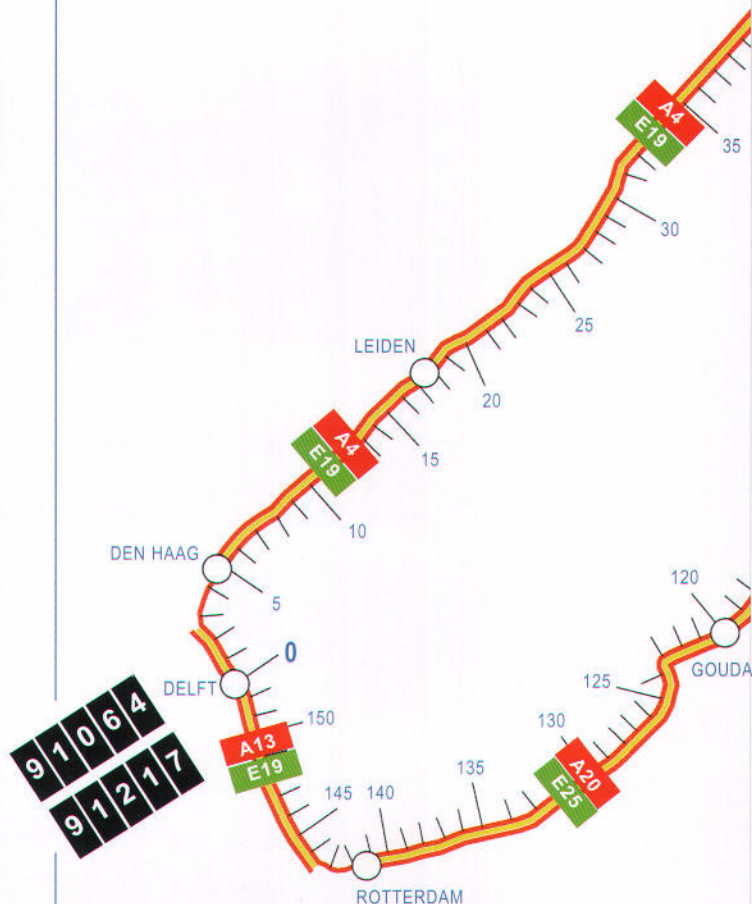 A4
E19
35
30
25
LEIDEN
20
A4
E19
15
10
DEN HAAG
5
120
0
GOUDA
DELFT
125
91064
150
130
A13
E19
91217
A20
E25
135
145
140
ROTTERDAM